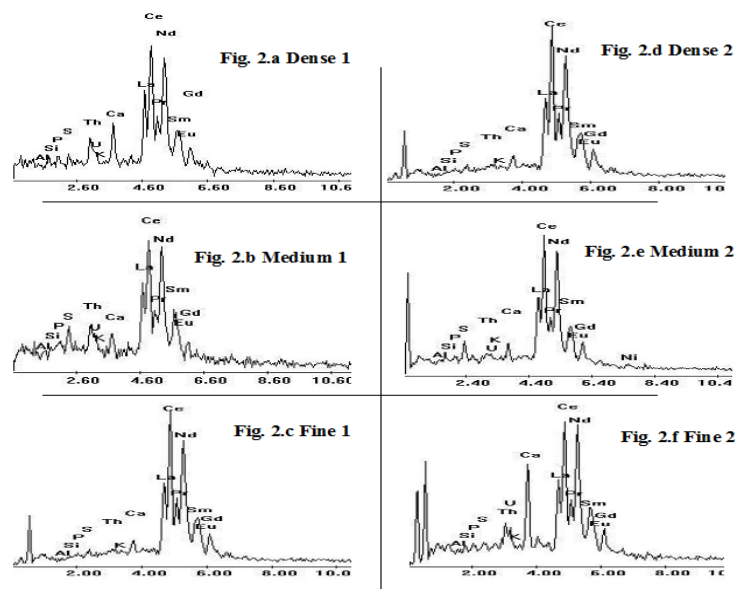 Fig. 2.a Dense 1
Ce
Nd
La
Pr
Gd
Sm
Eu
Ca
Th
U
K
S
P
Si
Al
2.60 4.60 6.60 8.60 10.6
Fig. 2.d Dense 2
Ce
Nd
La
Pr
Sm
Gd
Eu
Ca
Th
K
S
P
Si
Al
2.00 4.00 6.00 8.00 10
Fig. 2.b Medium 1
Ce
Nd
La
Pr
Sm
Gd
Eu
Ca
Th
U
K
S
P
Si
Al
2.60 4.60 6.60 8.60 10.60
Fig. 2.e Medium 2
Ce
Nd
La
Pr
Sm
Gd
Eu
Ca
Th
K
U
S
P
Si
Al
Ni
2.40 4.40 6.40 8.40 10.4
Fig. 2.c Fine 1
Ce
Nd
La
Pr
Sm
Gd
Eu
Ca
Th
K
S
P
Si
Al
2.00 4.00 6.00 8.00 10.00
Fig. 2.f Fine 2
Ce
Nd
La
Pr
Sm
Gd
Eu
Ca
U
Th
K
S
P
Si
Al
2.00 4.00 6.00 8.00